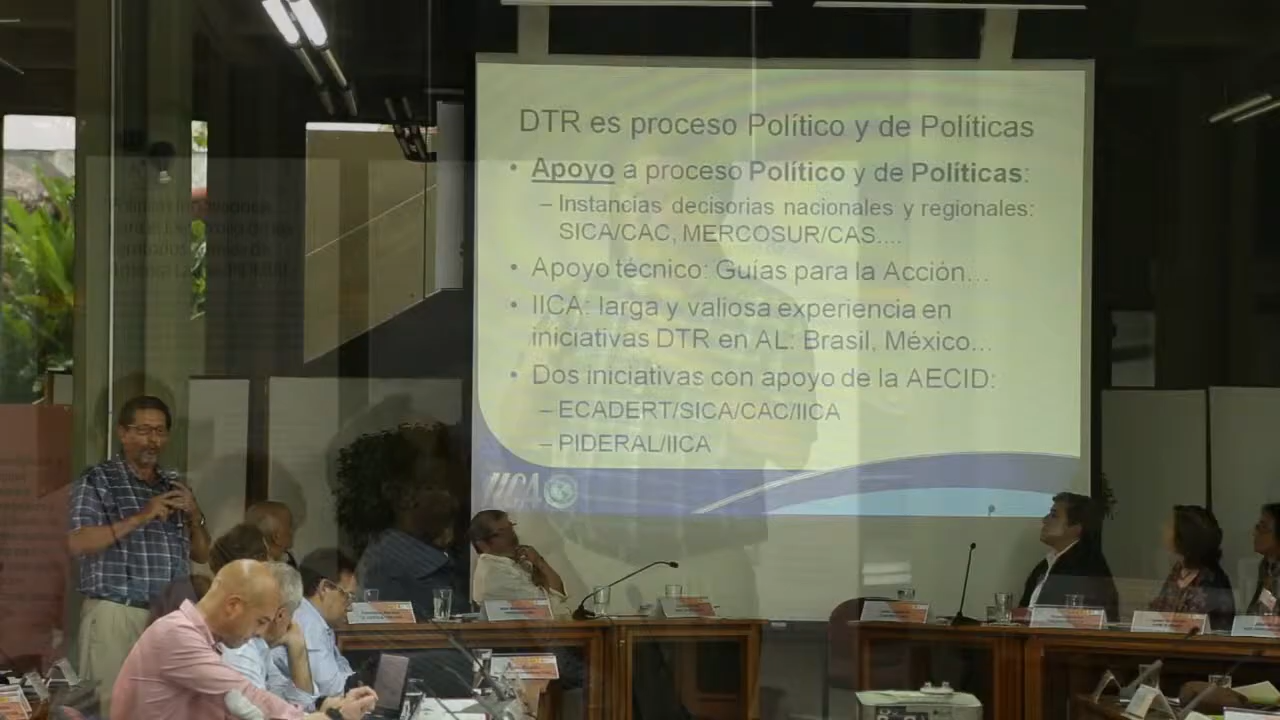 DTR es proceso Político y de Políticas
• Apoyo a proceso Político y de Políticas:
– Instancias decisorias nacionales y regionales:
SICA/CAC, MERCOSUR/CAS....
• Apoyo técnico: Guías para la Acción...
• IICA: larga y valiosa experiencia en
iniciativas DTR en AL: Brasil, México...
• Dos iniciativas con apoyo de la AECID:
– ECADERT/SICA/CAC/IICA
– PIDERAL/IICA
IICA